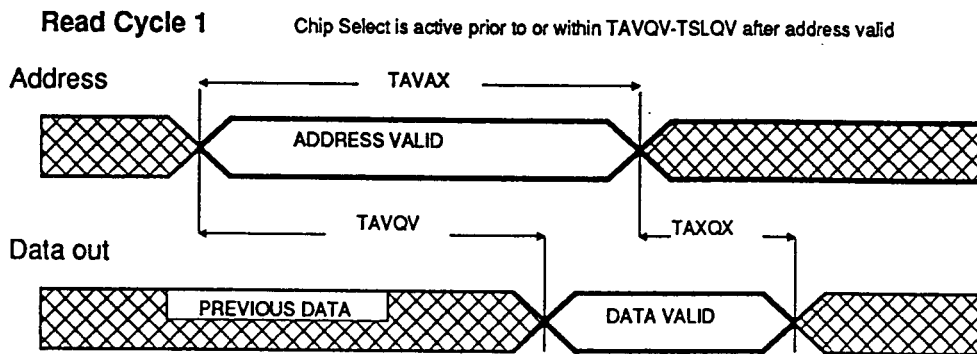 Read Cycle 1 Chip Select is active prior to or within TAVQV-TSLQV after address valid
Address
TAVAX
ADDRESS VALID
TAVQV
TAXQX
Data out
PREVIOUS DATA
DATA VALID